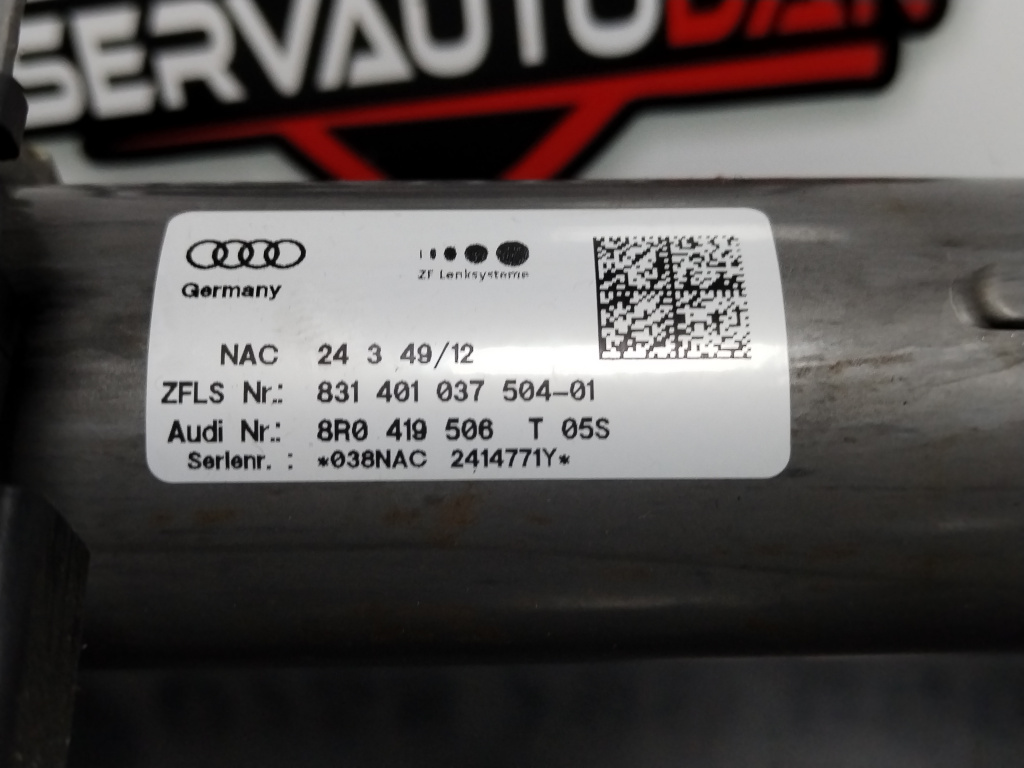 SERVAUTODAN
Germany
ZF Lenksysteme
NAC 24 3 49/12
ZFLS Nr.: 831 401 037 504-01
Audi Nr.: 8R0 419 506 T 05S
Serienr. : *038NAC 2414771Y*